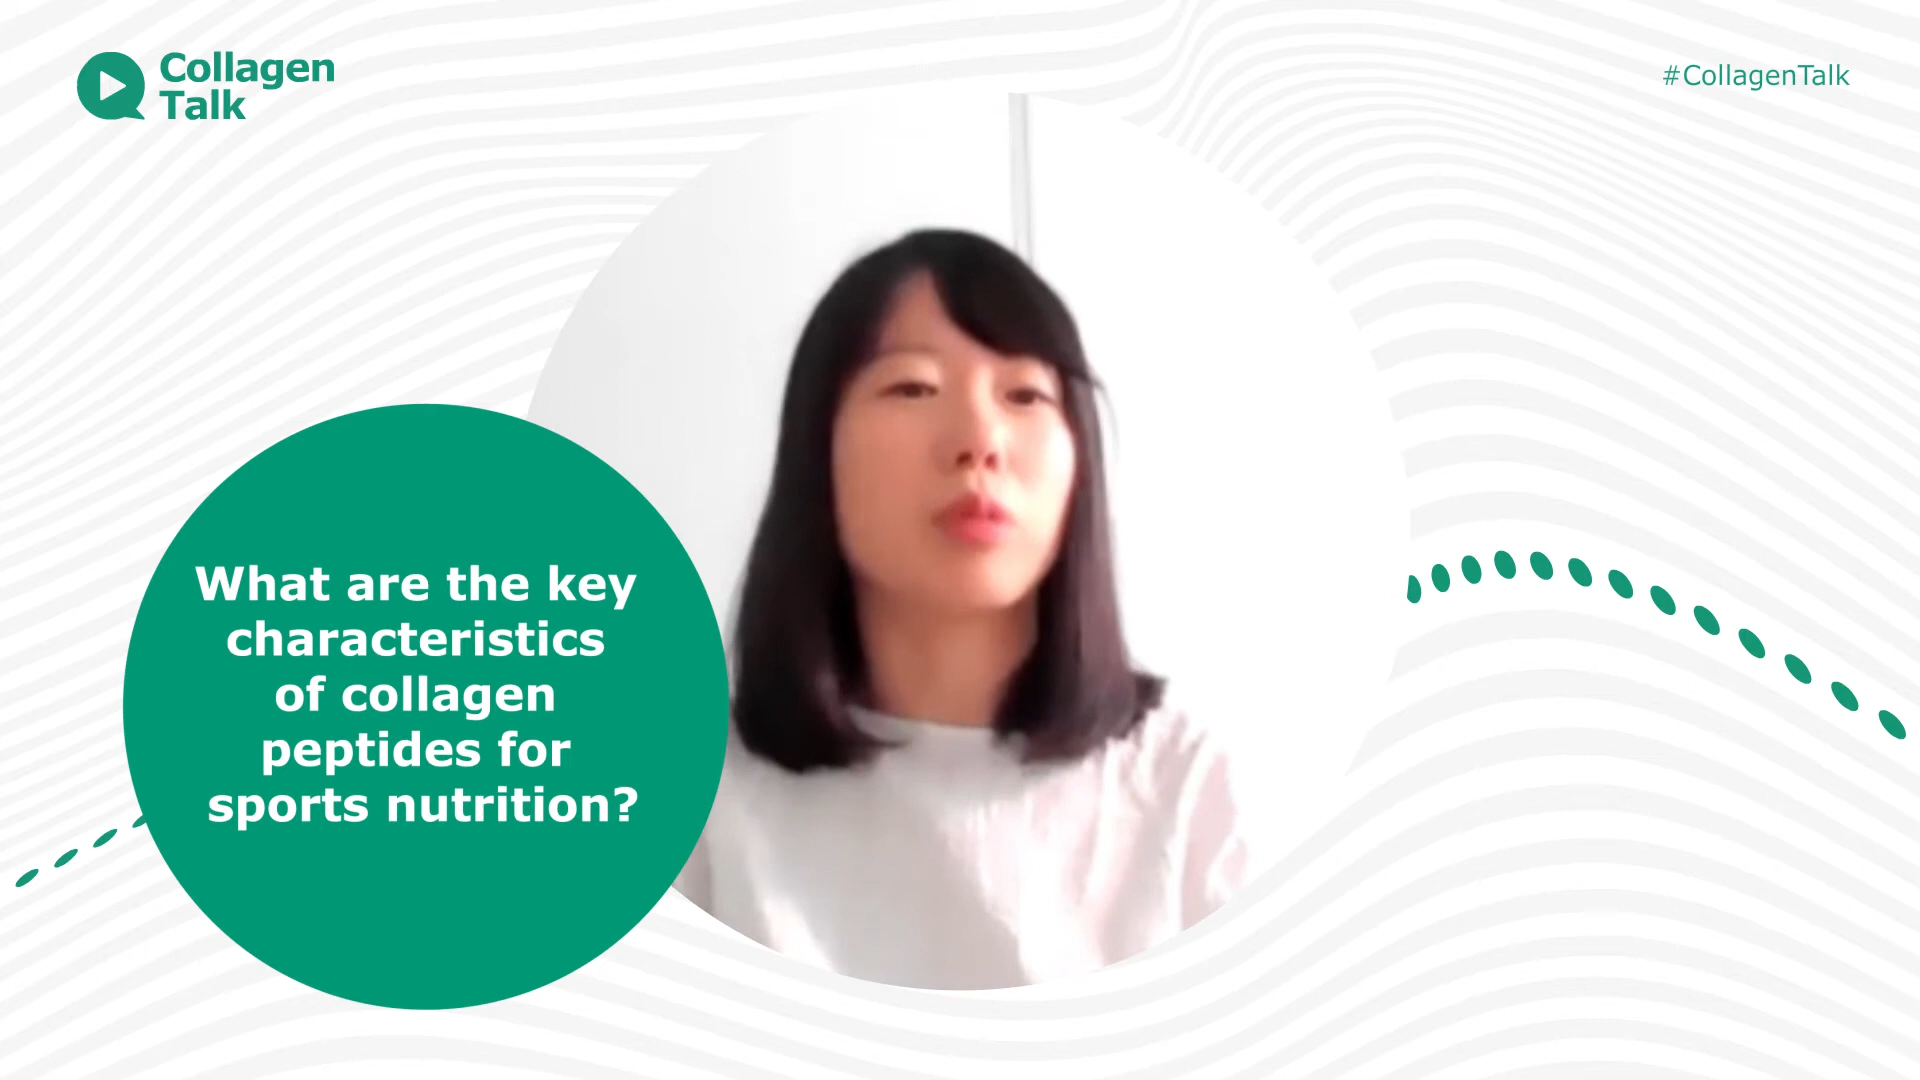 Collagen
Talk
#CollagenTalk
What are the key
characteristics
of collagen
peptides for
sports nutrition?